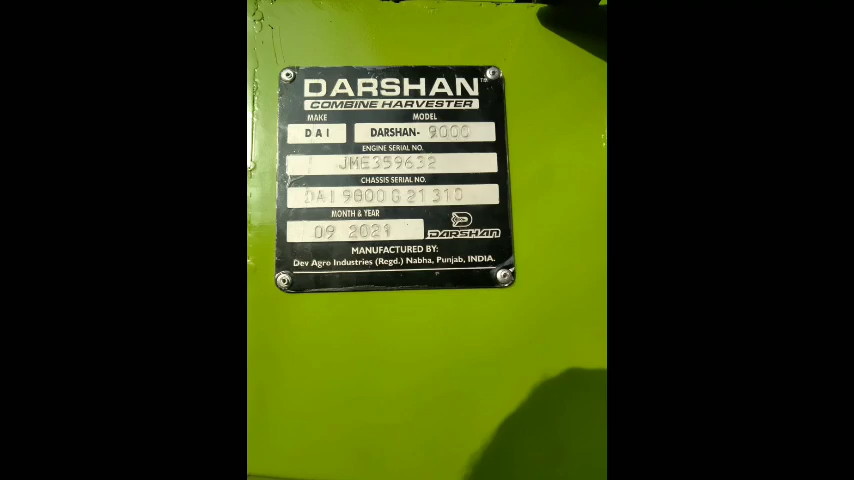 DARSHAN™
COMBINE HARVESTER
MAKE MODEL
DAI DARSHAN- 9000
ENGINE SERIAL NO.
JME359632
CHASSIS SERIAL NO.
DAI 9000 G 21 310
MONTH & YEAR
09 2021
DARSHAN
MANUFACTURED BY:
Dev Agro Industries (Regd.) Nabha, Punjab, INDIA.